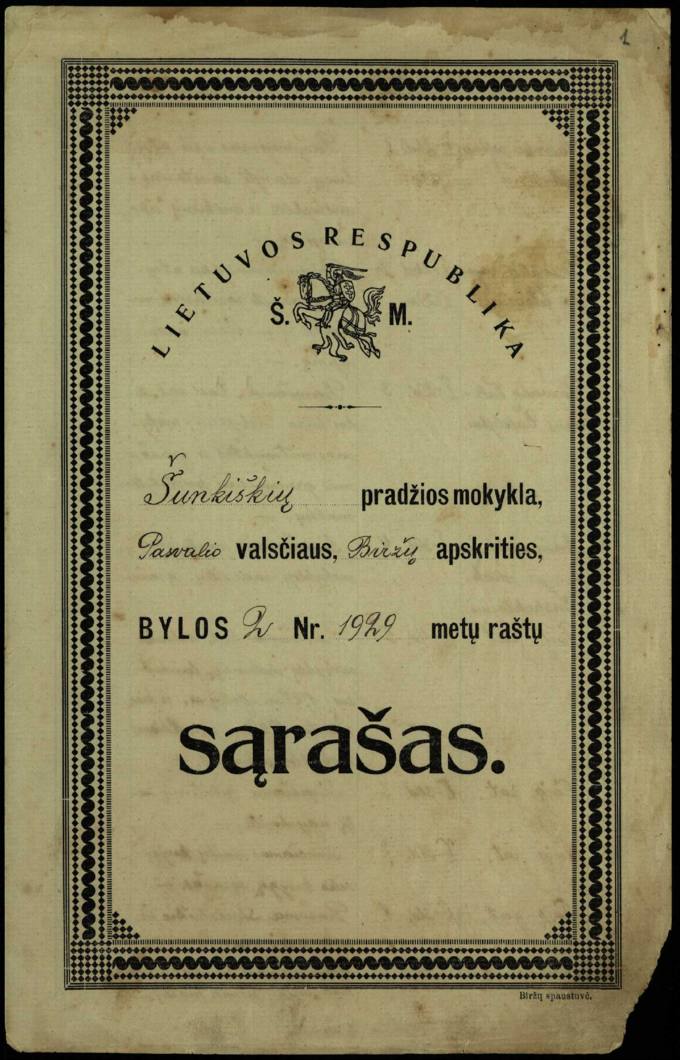 1
LIETUVOS RESPUBLIKA
Š. M.
Šunkiškių pradžios mokykla,
Pasvalio valsčiaus, Biržų apskrities,
BYLOS 2 Nr. 1929 metų raštų
sąrašas.
Biržų spaustuvė.